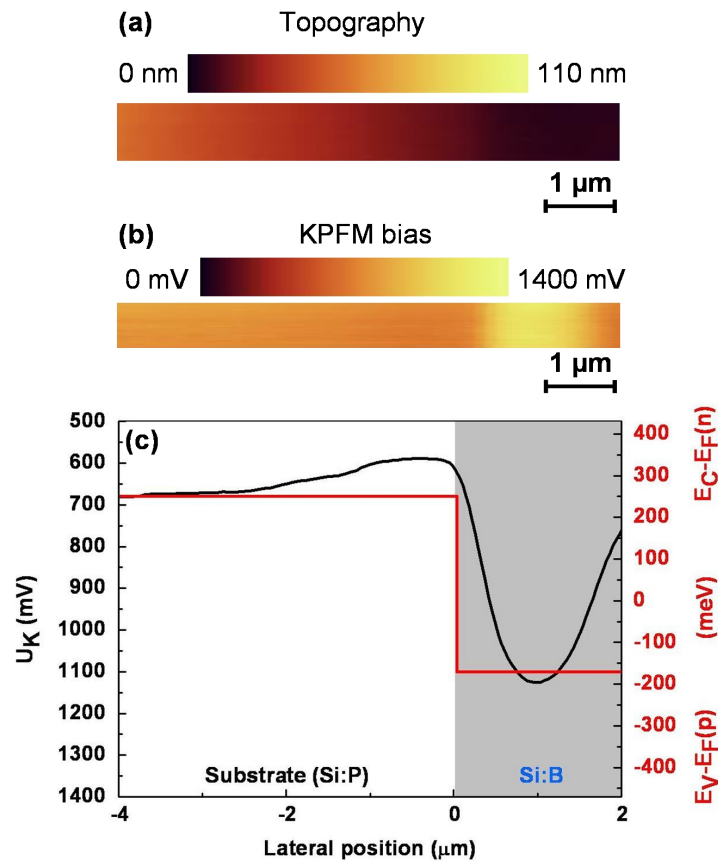 (a) Topography
0 nm 110 nm
1 µm
(b) KPFM bias
0 mV 1400 mV
1 µm
(c)
500
600
700
800
900
1000
1100
1200
1300
1400
U_K (mV)
400
300
200
100
0
-100
-200
-300
-400
E_C-E_F(n)
(meV)
E_V-E_F(p)
Substrate (Si:P) Si:B
-4 -2 0 2
Lateral position (µm)